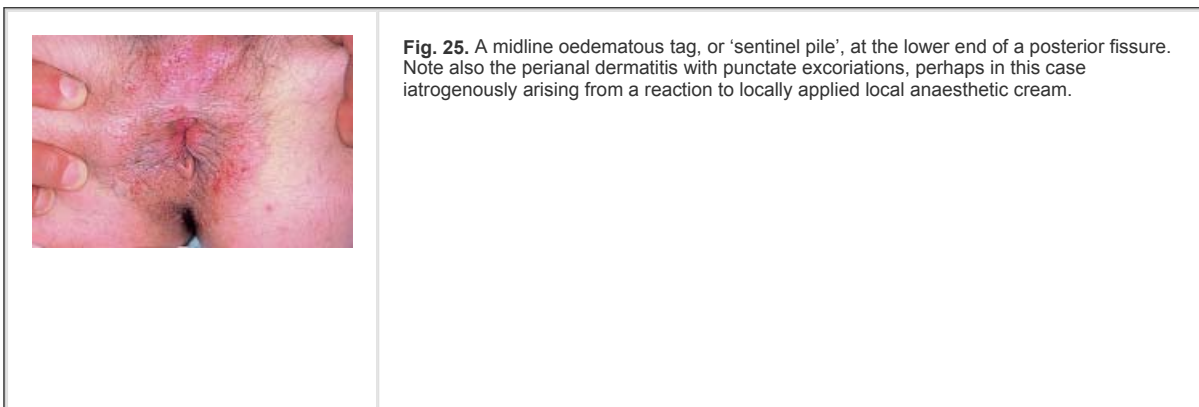 Fig. 25. A midline oedematous tag, or ‘sentinel pile’, at the lower end of a posterior fissure.
Note also the perianal dermatitis with punctate excoriations, perhaps in this case
iatrogenously arising from a reaction to locally applied local anaesthetic cream.